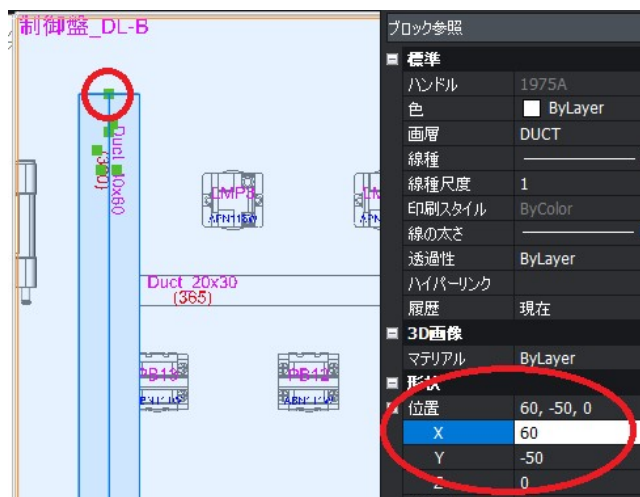 制御盤_DL-B
LMP3
Duct_20x30
(365)
PB13
PB12
ブロック参照
標準
ハンドル 1975A
色 ByLayer
画層 DUCT
線種
線種尺度 1
印刷スタイル ByColor
線の太さ
透過性 ByLayer
ハイパーリンク
履歴 現在
3D画像
マテリアル ByLayer
形状
位置 60, -50, 0
X 60
Y -50
Z 0